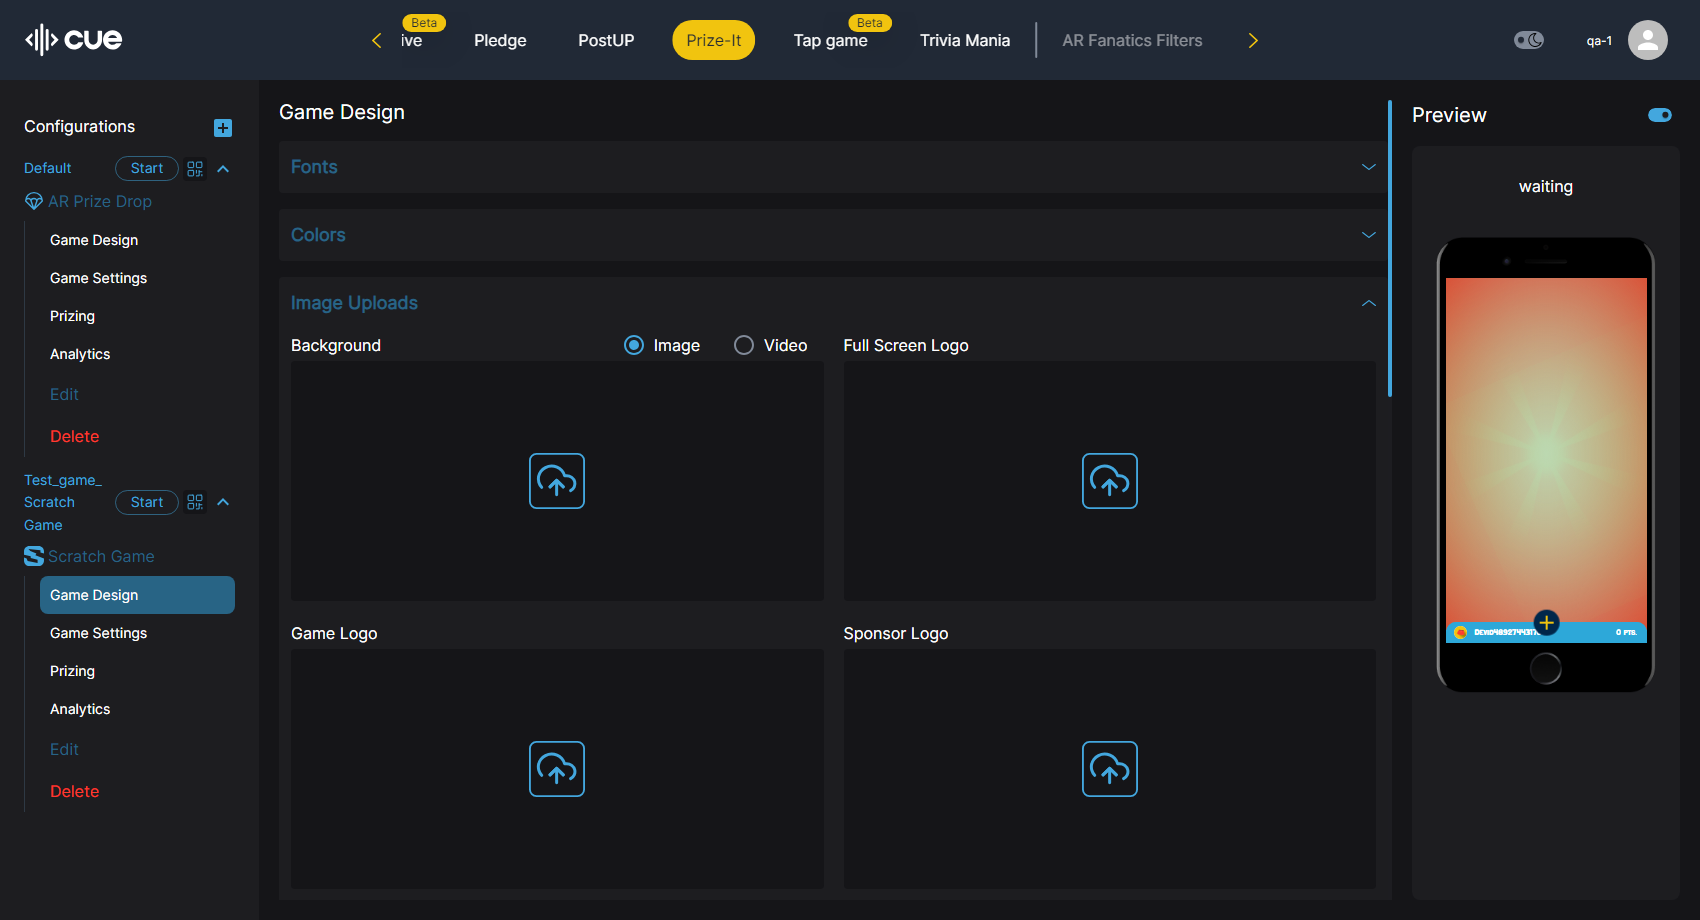 cue
Beta
ive
Pledge
PostUP
Prize-It
Beta
Tap game
Trivia Mania
AR Fanatics Filters
qa-1
Configurations
Default
Start
AR Prize Drop
Game Design
Game Settings
Prizing
Analytics
Edit
Delete
Test_game_
Scratch
Game
Start
Scratch Game
Game Design
Game Settings
Prizing
Analytics
Edit
Delete
Game Design
Fonts
Colors
Image Uploads
Background
Image
Video
Full Screen Logo
Game Logo
Sponsor Logo
Preview
waiting
0 PTS.